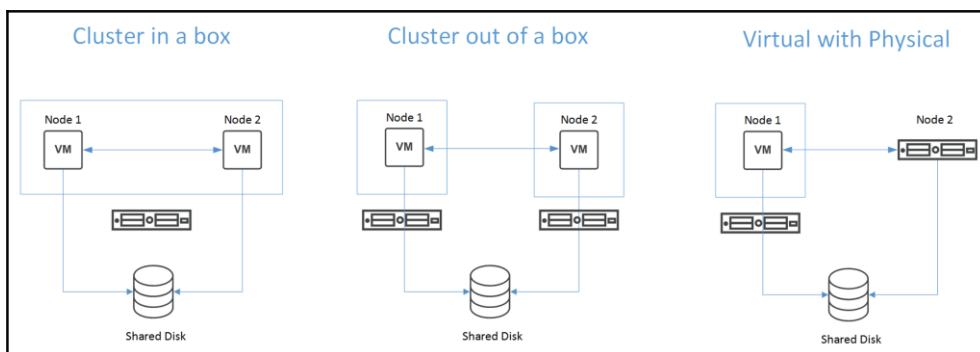 Cluster in a box
Node 1
Node 2
VM
VM
Shared Disk
Cluster out of a box
Node 1
Node 2
VM
VM
Shared Disk
Virtual with Physical
Node 1
Node 2
VM
Shared Disk